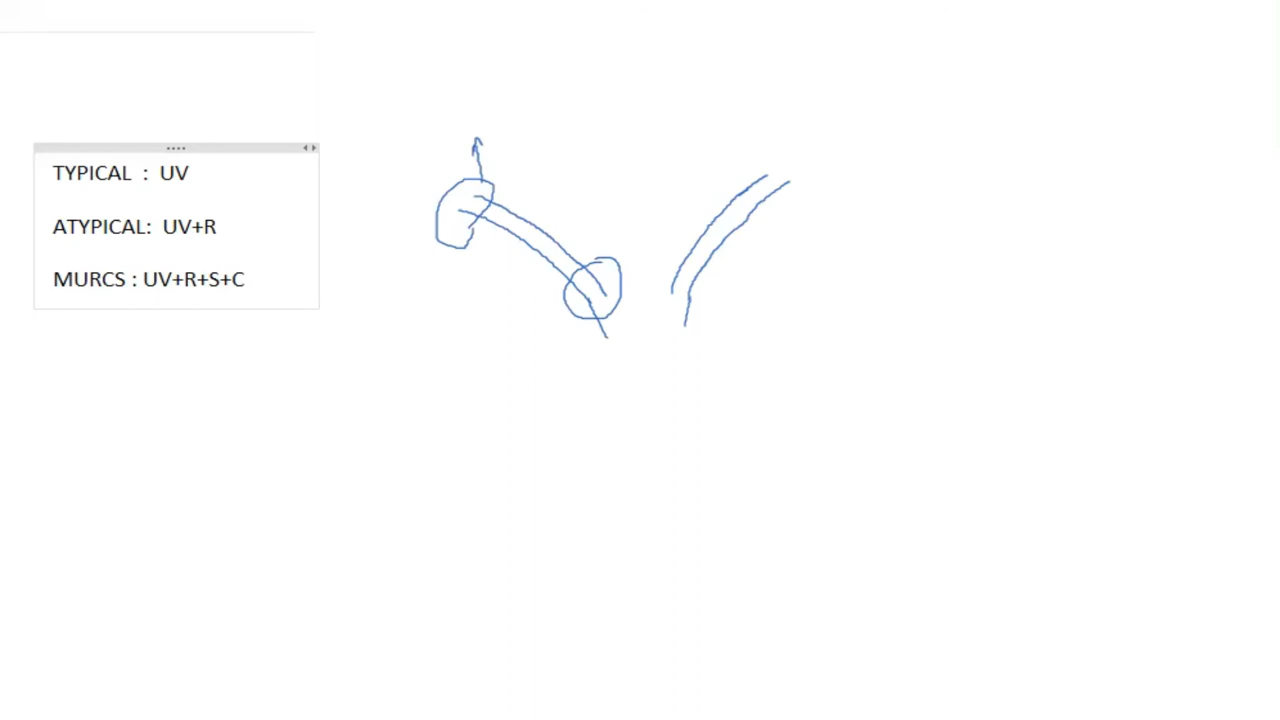 TYPICAL : UV
ATYPICAL: UV+R
MURCS : UV+R+S+C